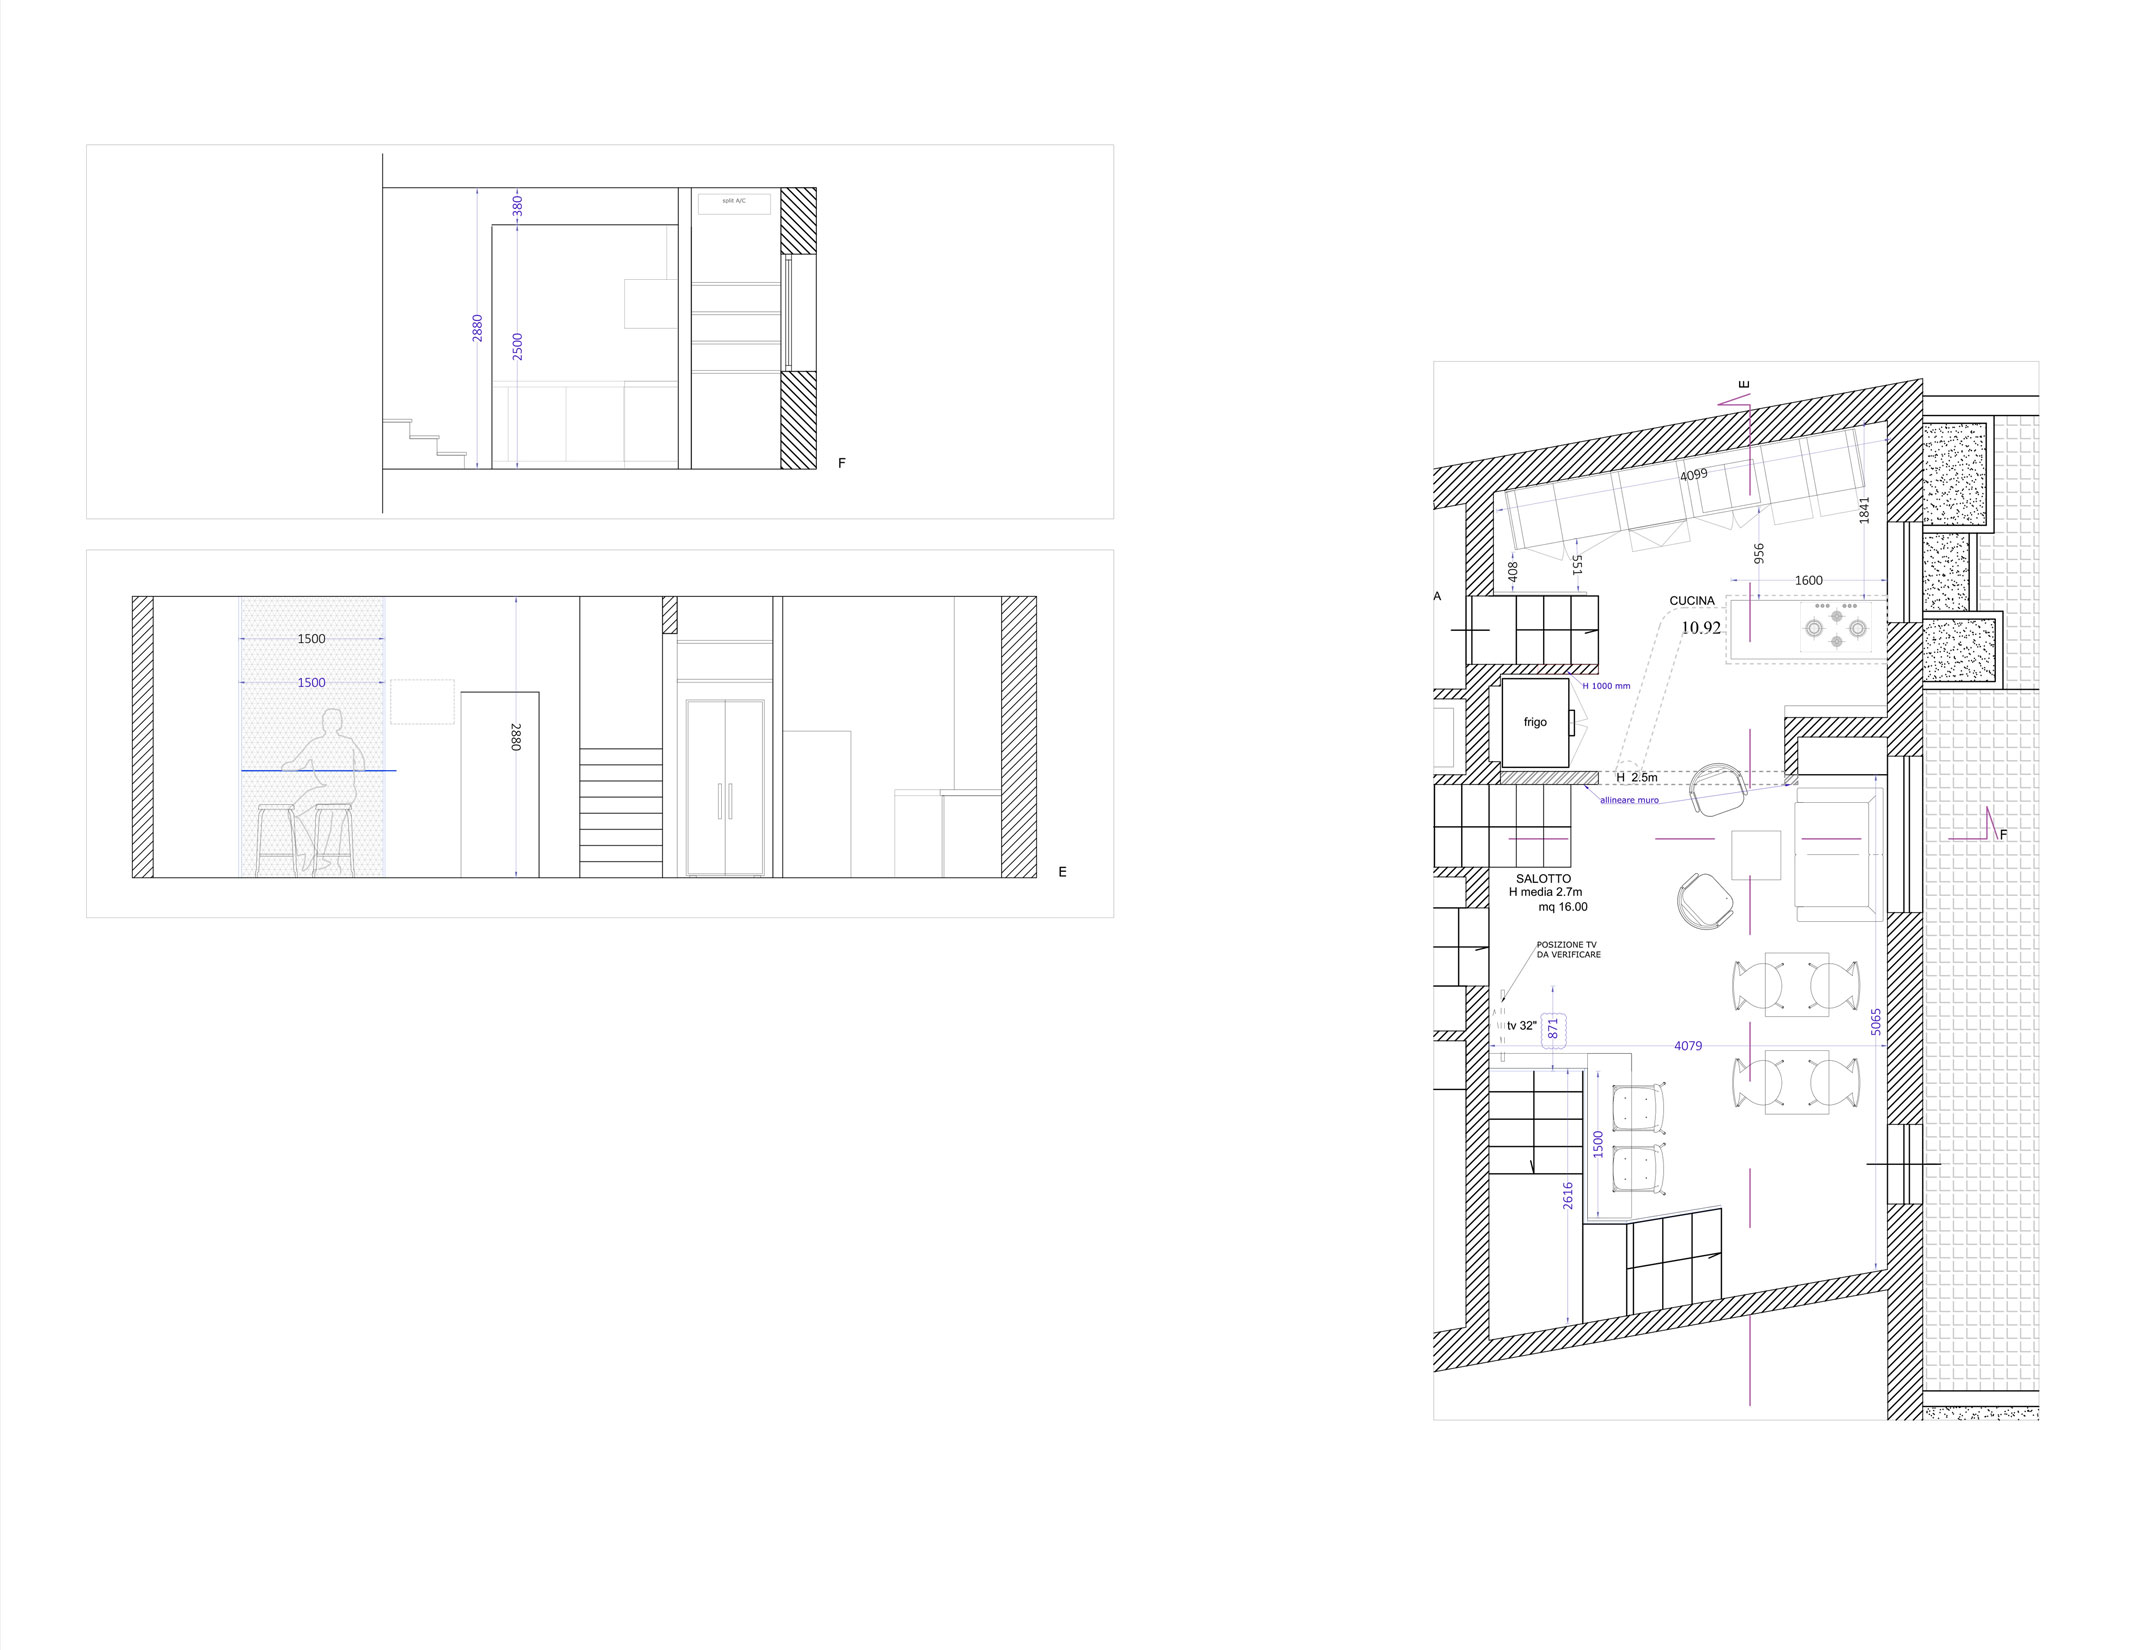 380
split A/C
2880
2500
F
1500
1500
2880
E
E
4099
1841
956
551
408
1600
A
CUCINA
10.92
H 1000 mm
frigo
H 2.5m
allineare muro
F
SALOTTO
H media 2.7m
mq 16.00
POSIZIONE TV
DA VERIFICARE
tv 32"
871
5065
4079
1500
2616